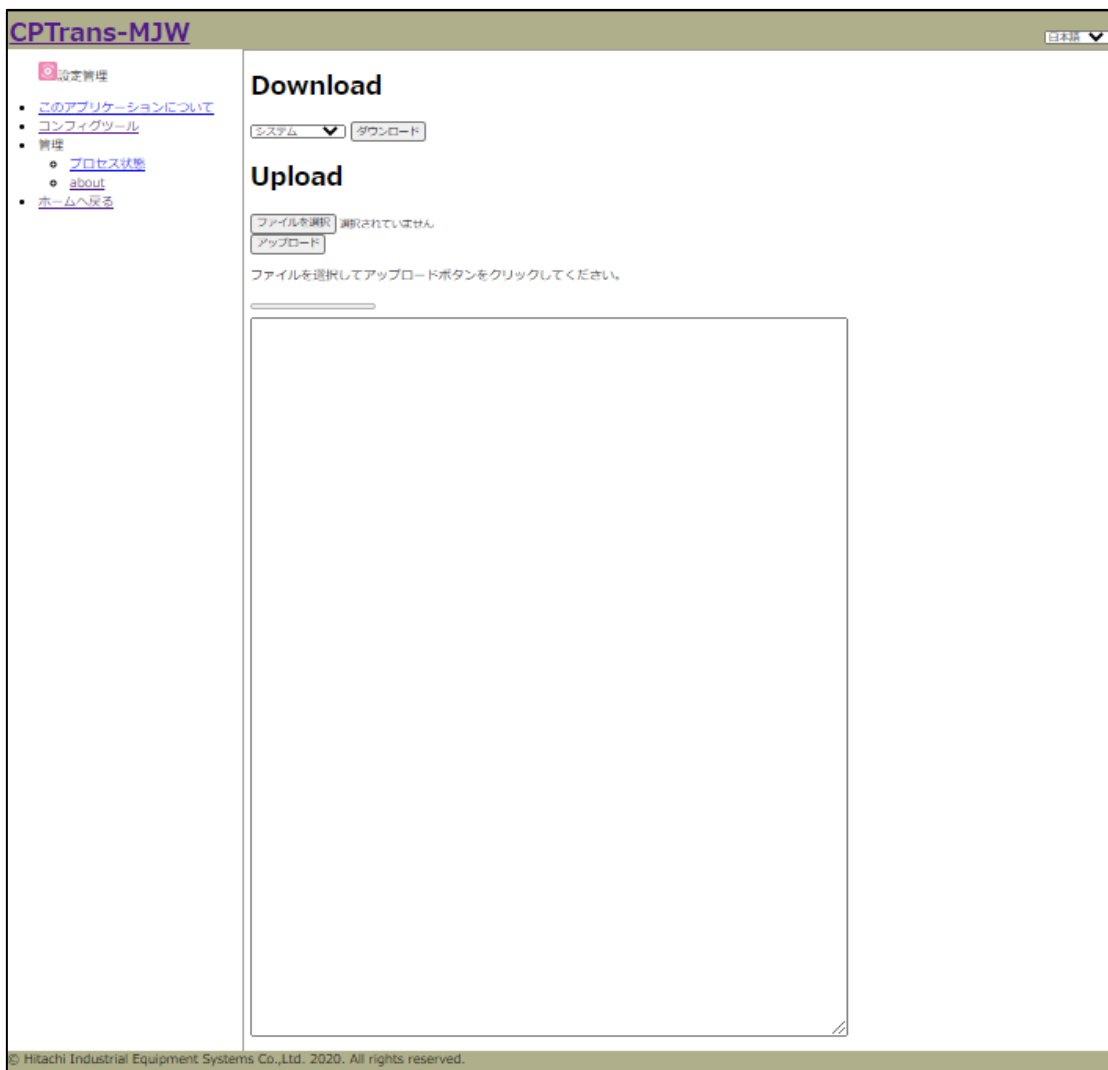 CPTrans-MJW
日本語
設定管理
このアプリケーションについて
コンフィグツール
管理
プロセス状態
about
ホームへ戻る
Download
システム ダウンロード
Upload
ファイルを選択 選択されていません
アップロード
ファイルを選択してアップロードボタンをクリックしてください。
© Hitachi Industrial Equipment Systems Co.,Ltd. 2020. All rights reserved.